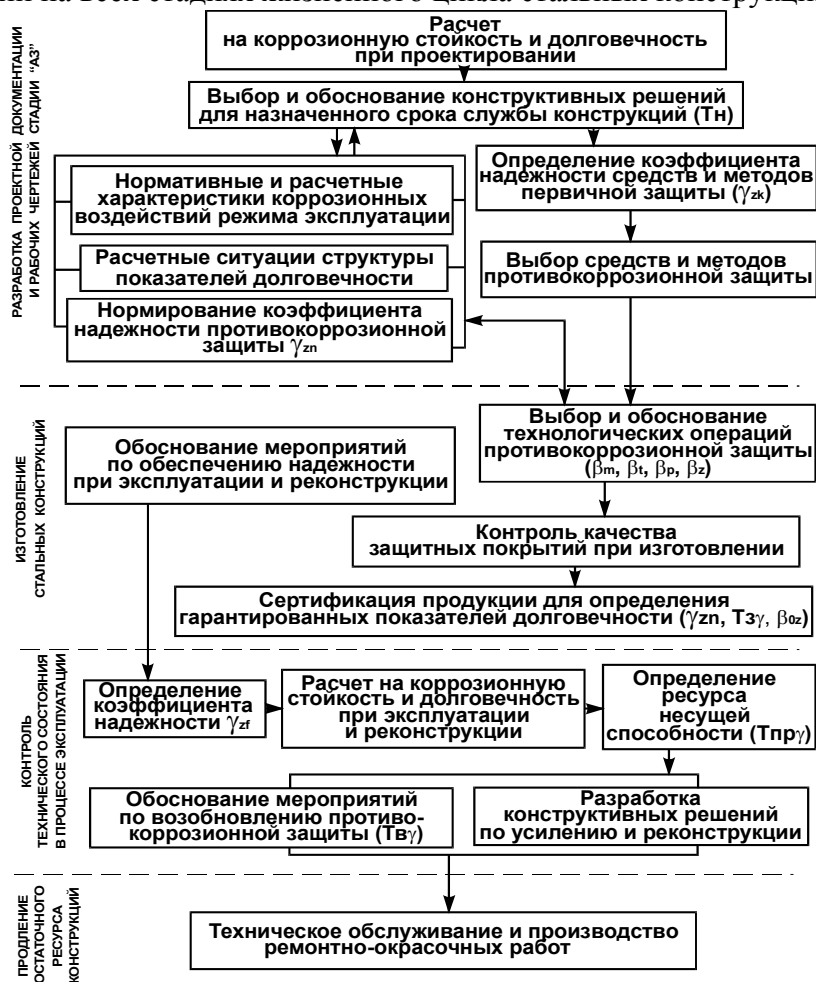 Расчет
на коррозионную стойкость и долговечность
при проектировании
Выбор и обоснование конструктивных решений
для назначенного срока службы конструкций (Тн)
РАЗРАБОТКА ПРОЕКТНОЙ ДОКУМЕНТАЦИИ
И РАБОЧИХ ЧЕРТЕЖЕЙ СТАДИИ “АЗ”
Нормативные и расчетные
характеристики коррозионных
воздействий режима эксплуатации
Расчетные ситуации структуры
показателей долговечности
Нормирование коэффициента
надежности противокоррозионной
защиты γzn
Определение коэффициента
надежности средств и методов
первичной защиты (γzk)
Выбор средств и методов
противокоррозионной защиты
ИЗГОТОВЛЕНИЕ
СТАЛЬНЫХ КОНСТРУКЦИЙ
Обоснование мероприятий
по обеспечению надежности
при эксплуатации и реконструкции
Выбор и обоснование
технологических операций
противокоррозионной защиты
(βm, βt, βp, βz)
Контроль качества
защитных покрытий при изготовлении
Сертификация продукции для определения
гарантированных показателей долговечности (γzn, Тзγ, β0z)
КОНТРОЛЬ
ТЕХНИЧЕСКОГО СОСТОЯНИЯ
В ПРОЦЕССЕ ЭКСПЛУАТАЦИИ
Определение
коэффициента
надежности γzf
Расчет на коррозионную
стойкость и долговечность
при эксплуатации
и реконструкции
Определение
ресурса
несущей
способности (Тпрγ)
Обоснование мероприятий
по возобновлению противо-
коррозионной защиты (Твγ)
Разработка
конструктивных решений
по усилению и реконструкции
ПРОДЛЕНИЕ
ОСТАТОЧНОГО
РЕСУРСА
КОНСТРУКЦИЙ
Техническое обслуживание и производство
ремонтно-окрасочных работ